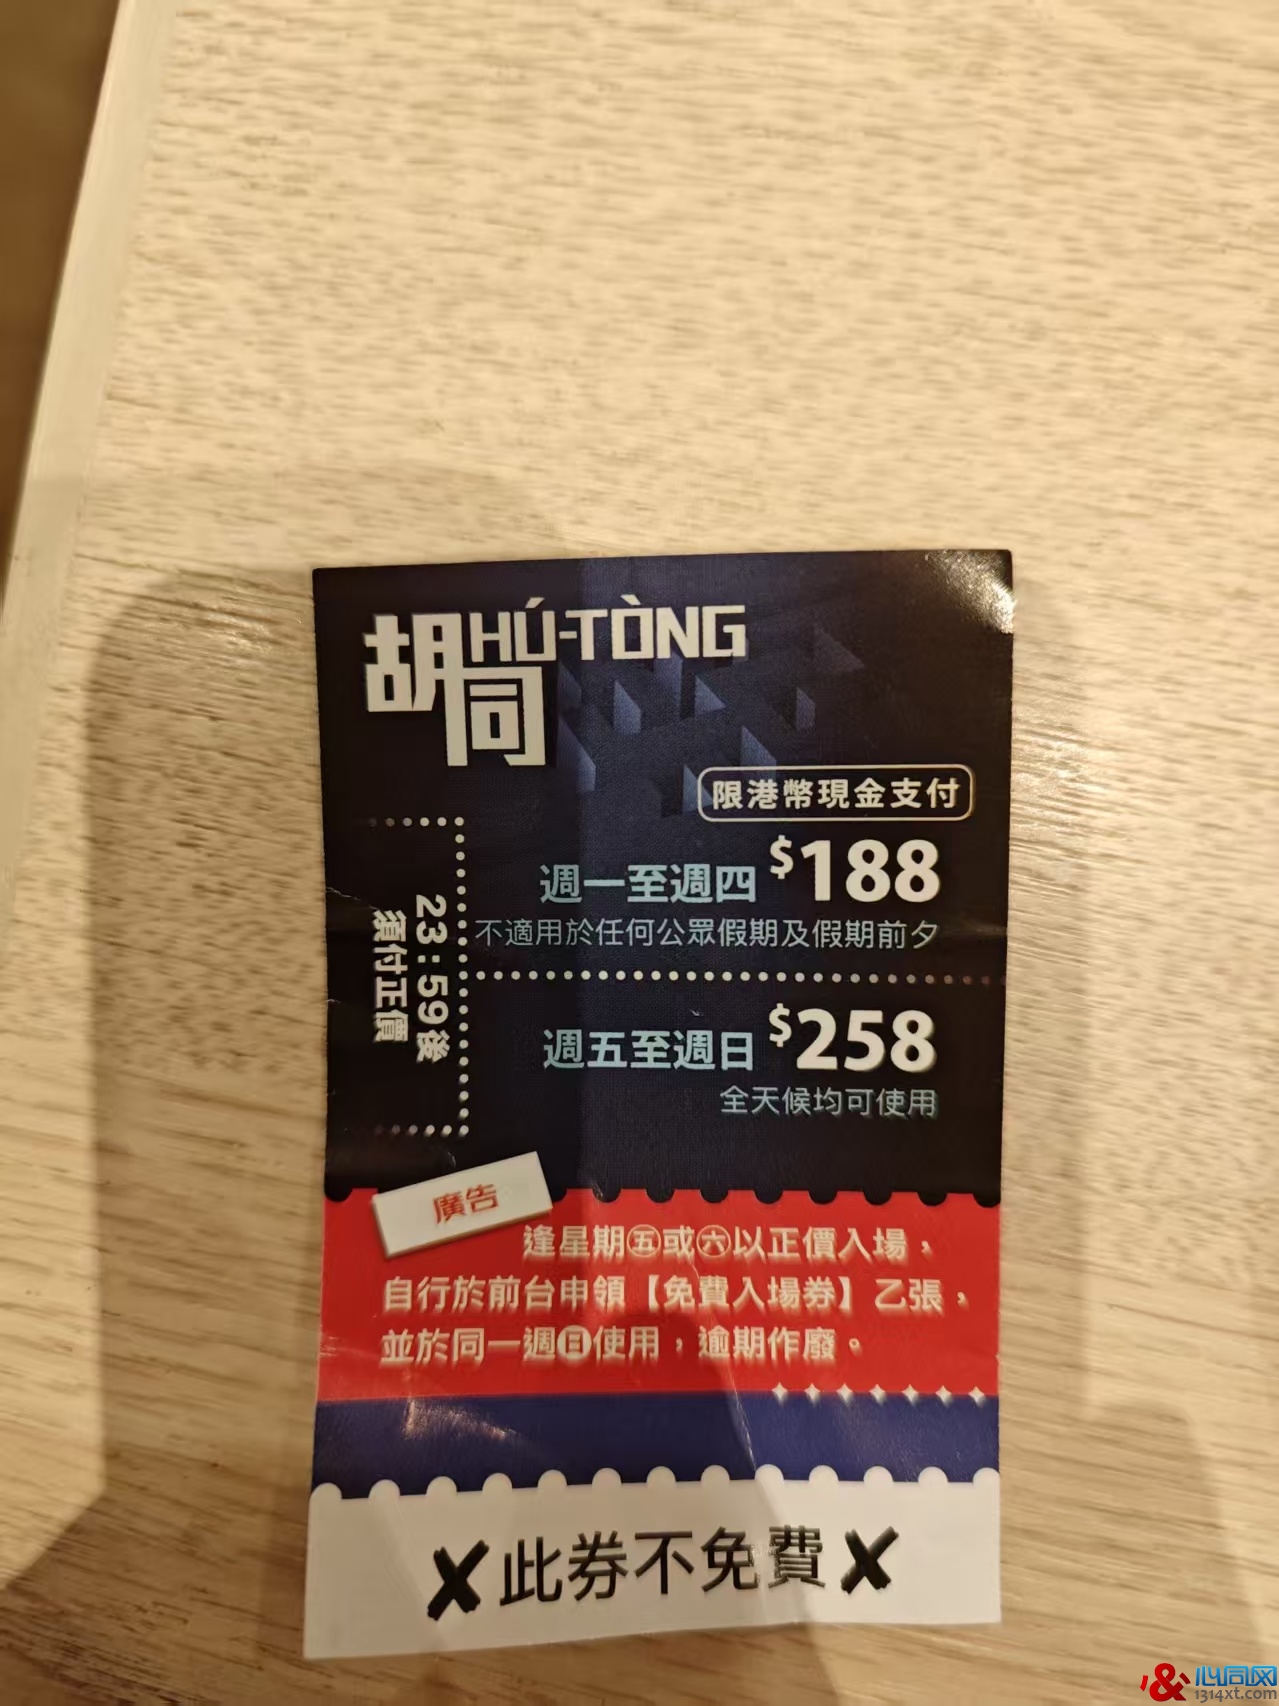 胡同 HÚ-TÒNG
限港幣現金支付
週一至週四 $188
不適用於任何公眾假期及假期前夕
23:59後
須付正價
週五至週日 $258
全天候均可使用
廣告
逢星期五或六以正價入場，
自行於前台申領【免費入場券】乙張，
並於同一週日使用，逾期作廢。
✘此券不免費✘
心同网
1314xt.com